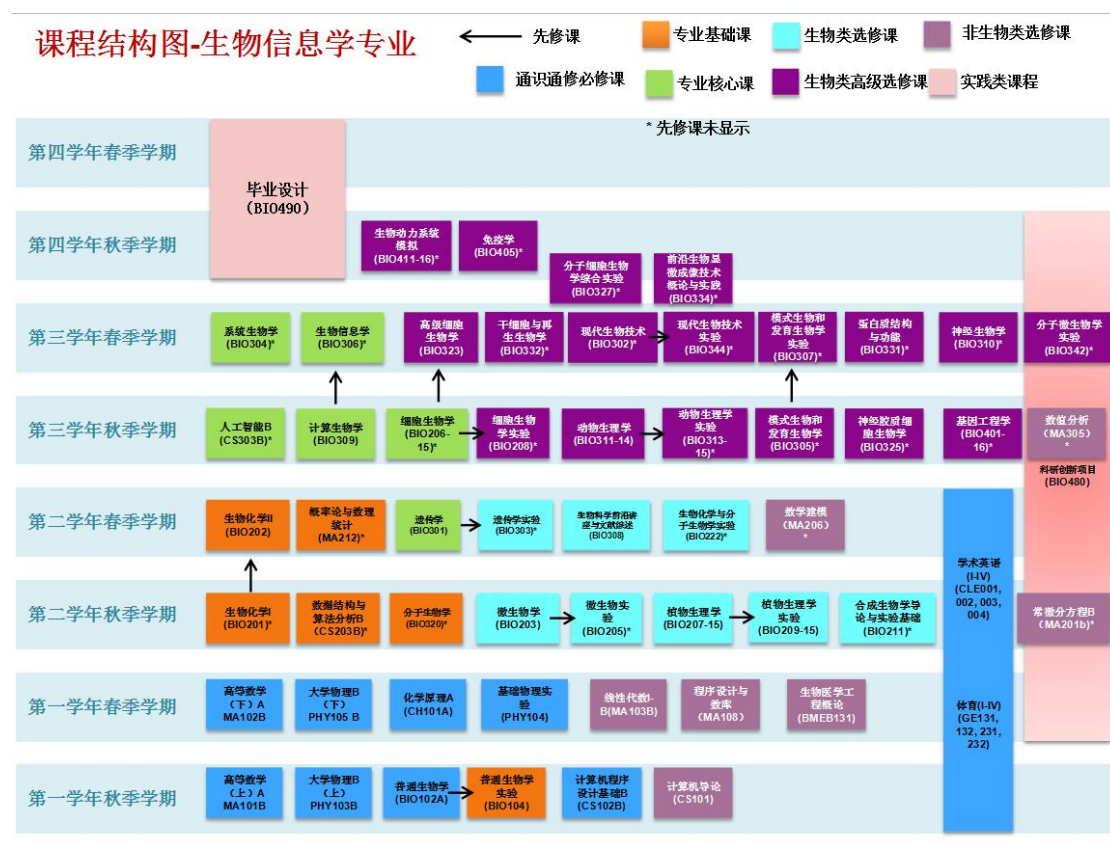 课程结构图-生物信息学专业
先修课
专业基础课
生物类选修课
非生物类选修课
通识通修必修课
专业核心课
生物类高级选修课
实践类课程
* 先修课未显示
第四学年春季学期
毕业设计
(BIO490)
第四学年秋季学期
生物动力系统
模拟
(BIO411-16)*
免疫学
(BIO405)*
分子细胞生物
学综合实验
(BIO327)*
前沿生物显
微成像技术
概论与实践
(BIO334)*
第三学年春季学期
系统生物学
(BIO304)*
生物信息学
(BIO306)*
高级细胞
生物学
(BIO323)
干细胞与再
生生物学
(BIO332)*
现代生物技术
(BIO302)*
现代生物技术
实验
(BIO344)*
模式生物和
发育生物学
实验
(BIO307)*
蛋白质结构
与功能
(BIO331)*
神经生物学
(BIO310)*
分子微生物学
实验
(BIO342)*
第三学年秋季学期
人工智能B
(CS303B)*
计算生物学
(BIO309)
细胞生物学
(BIO206-
15)*
细胞生物
学实验
(BIO208)*
动物生理学
(BIO311-14)
动物生理学
实验
(BIO313-
15)*
模式生物和
发育生物学
(BIO305)*
神经胶质细
胞生物学
(BIO325)*
基因工程学
(BIO401-
16)*
数值分析
(MA305)
*
科研创新项目
(BIO480)
第二学年春季学期
生物化学II
(BIO202)
概率论与数理
统计
(MA212)*
遗传学
(BIO301)
遗传学实验
(BIO303)*
生物科学前沿讲
座与文献综述
(BIO308)
生物化学与分
子生物学实验
(BIO222)*
数学建模
(MA206)
*
学术英语
(I-IV)
(CLE001,
002, 003,
004)
第二学年秋季学期
生物化学I
(BIO201)*
数据结构与
算法分析B
(CS203B)*
分子生物学
(BIO320)*
微生物学
(BIO203)
微生物实
验
(BIO205)*
植物生理学
(BIO207-15)
植物生理学
实验
(BIO209-15)
合成生物学导
论与实验基础
(BIO211)*
常微分方程B
(MA201b)*
第一学年春季学期
高等数学
(下)A
MA102B
大学物理B
(下)
PHY105 B
化学原理A
(CH101A)
基础物理实
验
(PHY104)
线性代数I-
B(MA103B)
程序设计与
数库
(MA108)
生物医学工
程概论
(BMEB131)
体育(I-IV)
(GE131,
132, 231,
232)
第一学年秋季学期
高等数学
(上)A
MA101B
大学物理B
(上)
PHY103B
普通生物学
(BIO102A)
普通生物学
实验
(BIO104)
计算机程序
设计基础B
(CS102B)
计算机导论
(CS101)